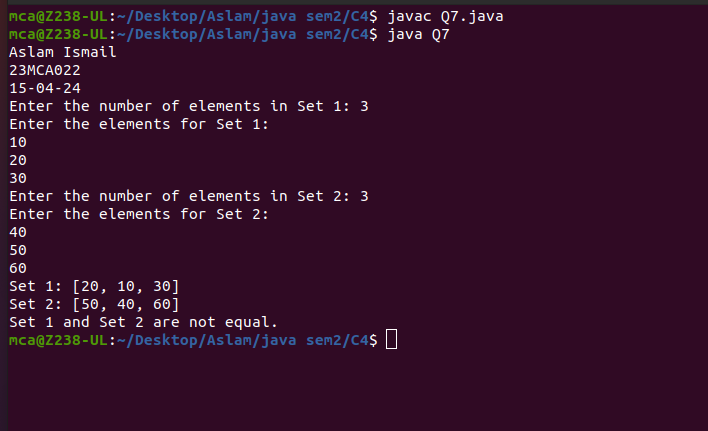 mca@Z238-UL:~/Desktop/Aslam/java sem2/C4$ javac Q7.java
mca@Z238-UL:~/Desktop/Aslam/java sem2/C4$ java Q7
Aslam Ismail
23MCA022
15-04-24
Enter the number of elements in Set 1: 3
Enter the elements for Set 1:
10
20
30
Enter the number of elements in Set 2: 3
Enter the elements for Set 2:
40
50
60
Set 1: [20, 10, 30]
Set 2: [50, 40, 60]
Set 1 and Set 2 are not equal.
mca@Z238-UL:~/Desktop/Aslam/java sem2/C4$